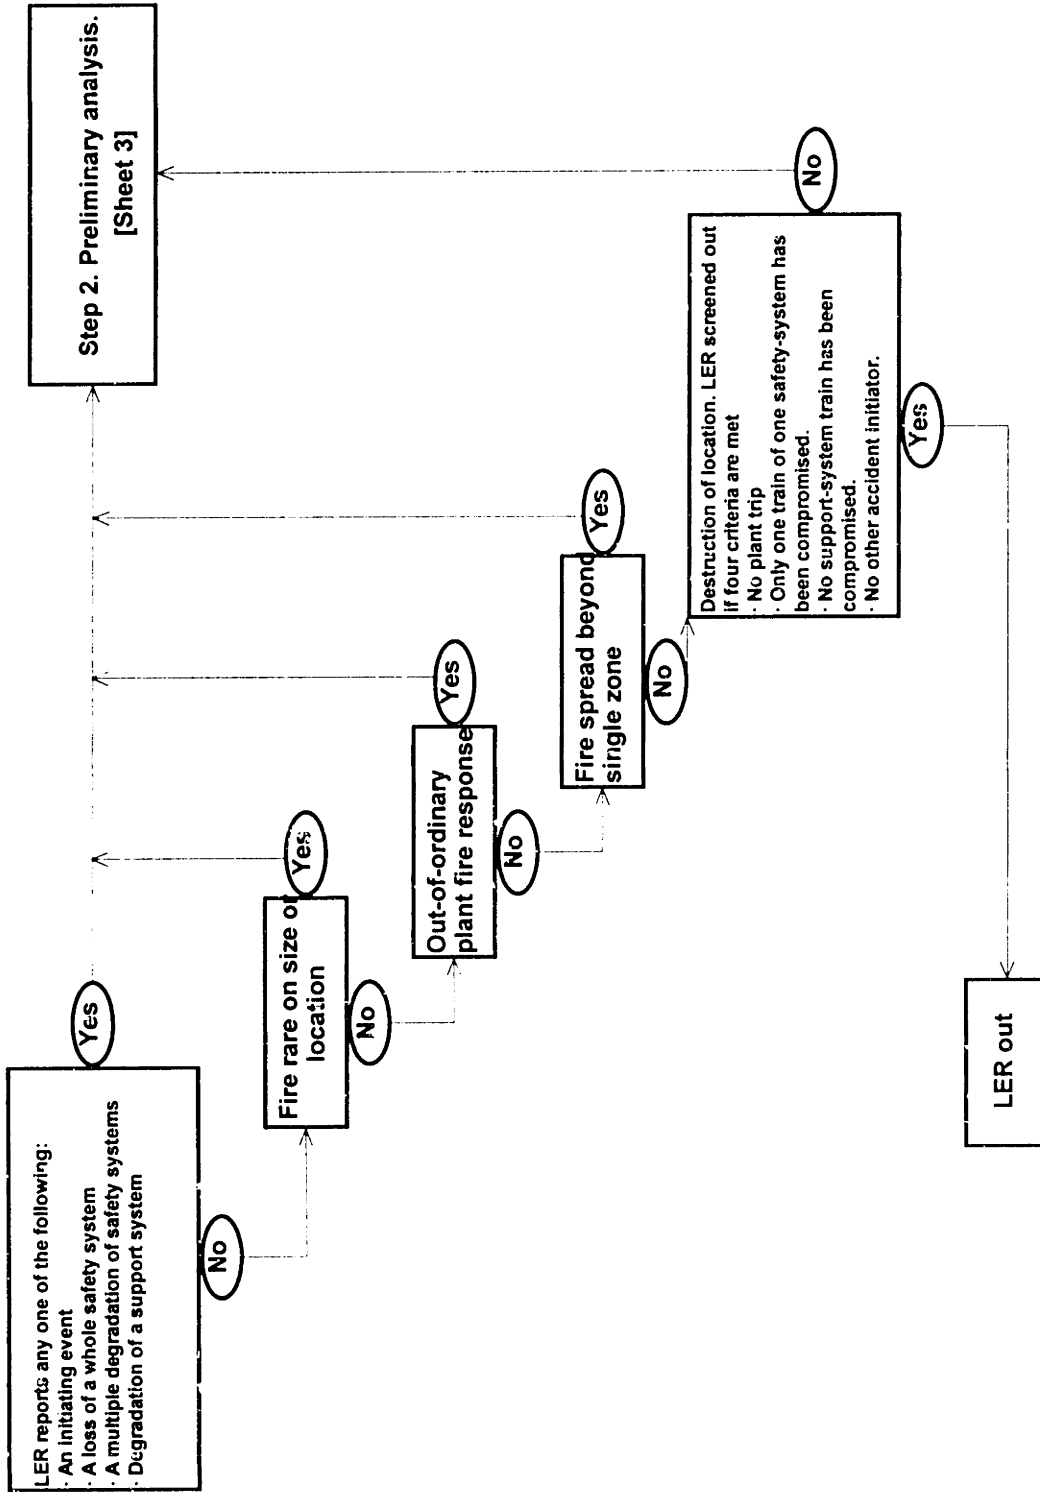 LER reports any one of the following:
· An initiating event
· A loss of a whole safety system
· A multiple degradation of safety systems
· Degradation of a support system
Yes
No
Fire rare on size or
location
Yes
No
Out-of-ordinary
plant fire response
Yes
No
Fire spread beyond
single zone
Yes
No
Destruction of location. LER screened out
if four criteria are met
· No plant trip
· Only one train of one safety-system has
been compromised.
· No support-system train has been
compromised.
· No other accident initiator.
No
Yes
Step 2. Preliminary analysis.
[Sheet 3]
LER out